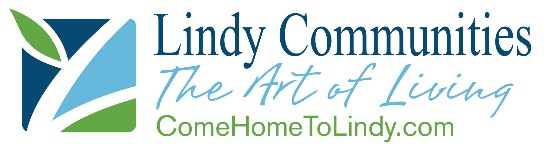 Lindy Communities
The Art of Living
ComeHomeToLindy.com